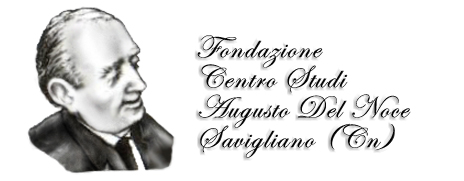 Fondazione
Centro Studi
Augusto Del Noce
Savigliano (Cn)